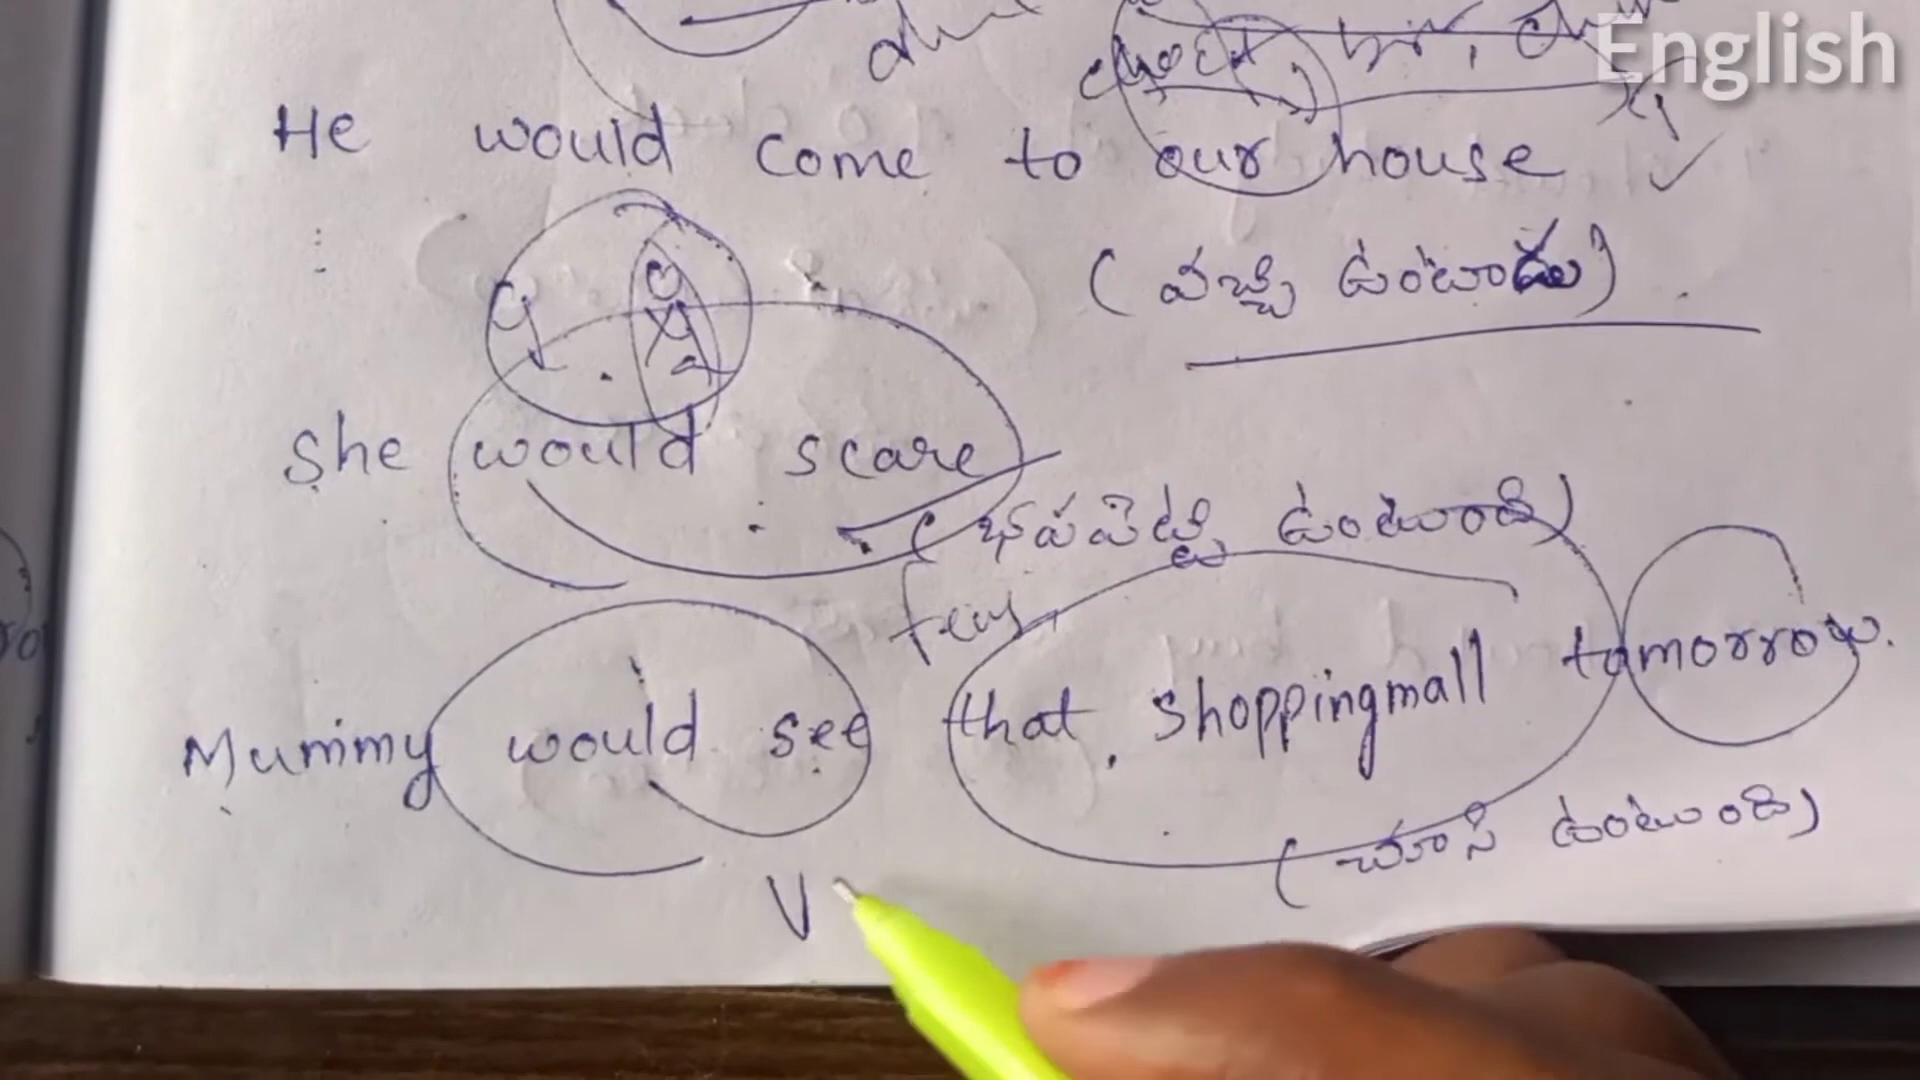 English
He would come to our house ✓
(వచ్చి ఉంటాడు)
She would scare
(భయపెట్టి ఉంటుంది)
Mummy would see that shoppingmall tomorrow.
(చూసి ఉంటుంది)
V